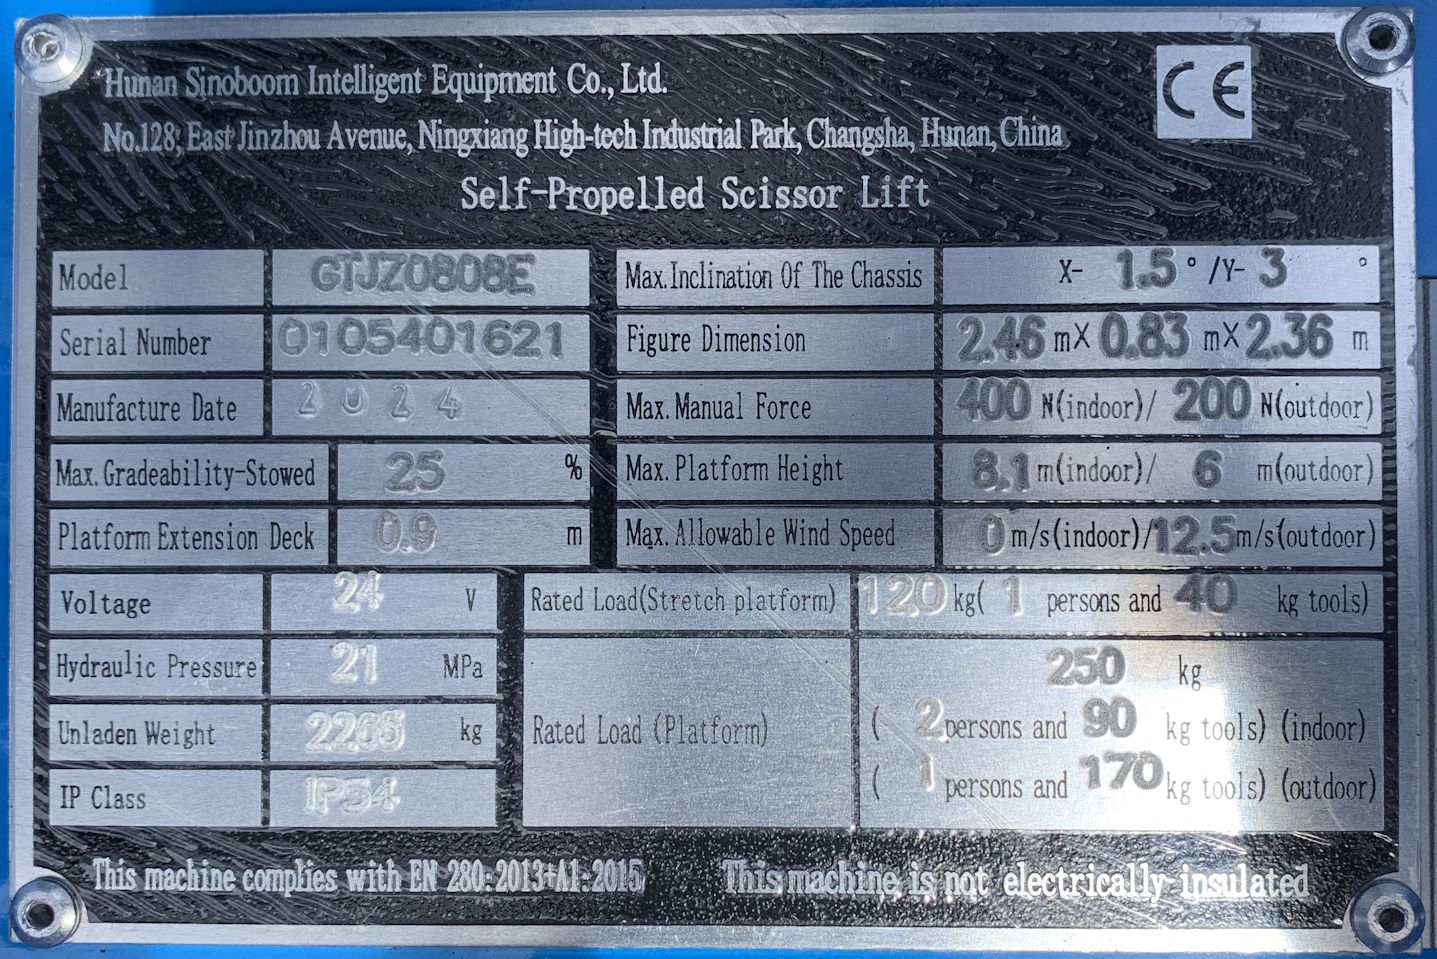 Hunan Sinoboom Intelligent Equipment Co., Ltd.
CE
No.128, East Jinzhou Avenue, Ningxiang High-tech Industrial Park, Changsha, Hunan, China
Self-Propelled Scissor Lift
Model GTJZ0808E
Serial Number 0105401621
Manufacture Date 2024
Max. Gradeability-Stowed 25 %
Platform Extension Deck 0.9 m
Max. Inclination Of The Chassis X- 1.5 ° /Y- 3 °
Figure Dimension 2.46 mX 0.83 mX 2.36 m
Max. Manual Force 400 N(indoor)/ 200 N(outdoor)
Max. Platform Height 8.1 m(indoor)/ 6 m(outdoor)
Max. Allowable Wind Speed 0 m/s(indoor)/12.5m/s(outdoor)
Voltage 24 V
Hydraulic Pressure 21 MPa
Unladen Weight 2265 kg
IP Class IP54
Rated Load(Stretch platform) 120 kg( 1 persons and 40 kg tools)
Rated Load (Platform)
250 kg
( 2 persons and 90 kg tools) (indoor)
( 1 persons and 170 kg tools) (outdoor)
This machine complies with EN 280:2013+A1:2015
This machine is not electrically insulated